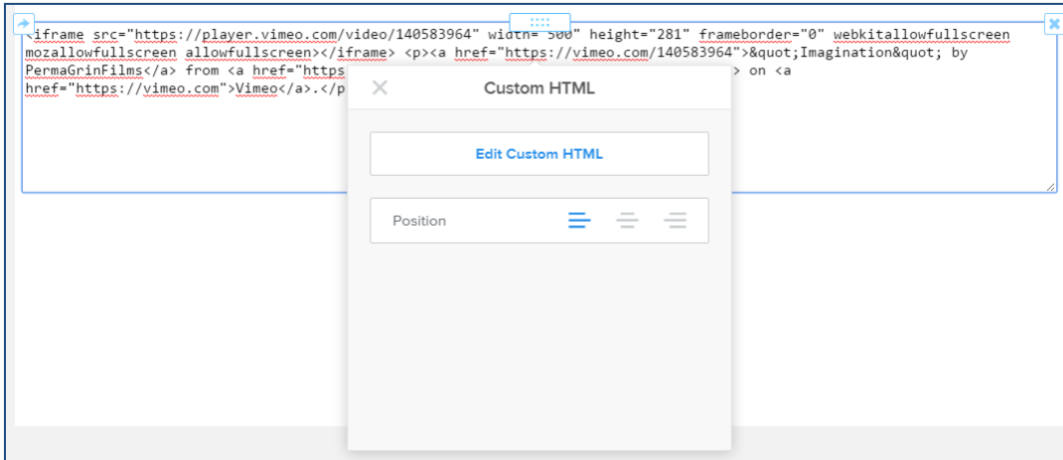 <iframe src="https://player.vimeo.com/video/140583964" width="500" height="281" frameborder="0" webkitallowfullscreen
mozallowfullscreen allowfullscreen></iframe> <p><a href="https://vimeo.com/140583964">&quot;Imagination&quot; by
PermaGrinFilms</a> from <a href="https > on <a
href="https://vimeo.com">Vimeo</a>.</p
Custom HTML
Edit Custom HTML
Position